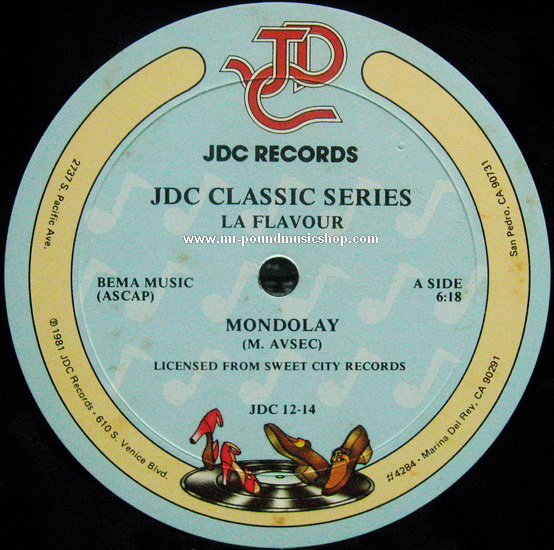 JDC
JDC RECORDS
JDC CLASSIC SERIES
LA FLAVOUR
www.mr-poundmusicshop.com
BEMA MUSIC
(ASCAP)
A SIDE
6:18
MONDOLAY
(M. AVSEC)
LICENSED FROM SWEET CITY RECORDS
JDC 12-14
2737 S. Pacific Ave.
San Pedro, CA 90731
℗ 1981 JDC Records - 610 S. Venice Blvd.
#4284 - Marina Del Rey, CA 90291